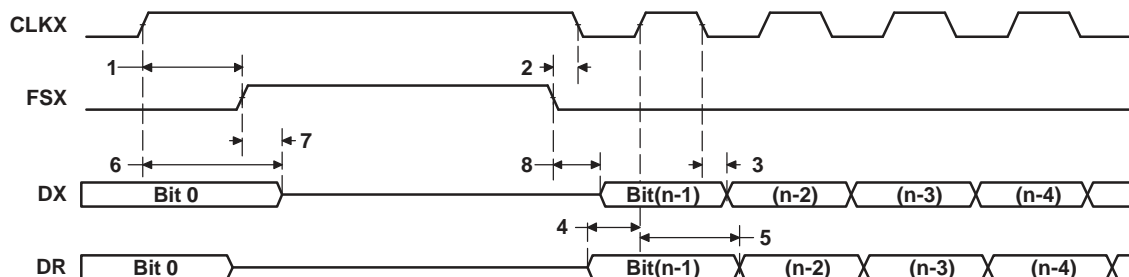 CLKX
1
2
FSX
7
6
8
3
DX
Bit 0
Bit(n-1)
(n-2)
(n-3)
(n-4)
4
5
DR
Bit 0
Bit(n-1)
(n-2)
(n-3)
(n-4)